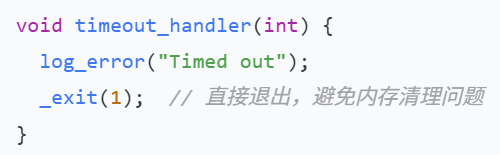 void timeout_handler(int) {
  log_error("Timed out");
  _exit(1);  // 直接退出，避免内存清理问题
}